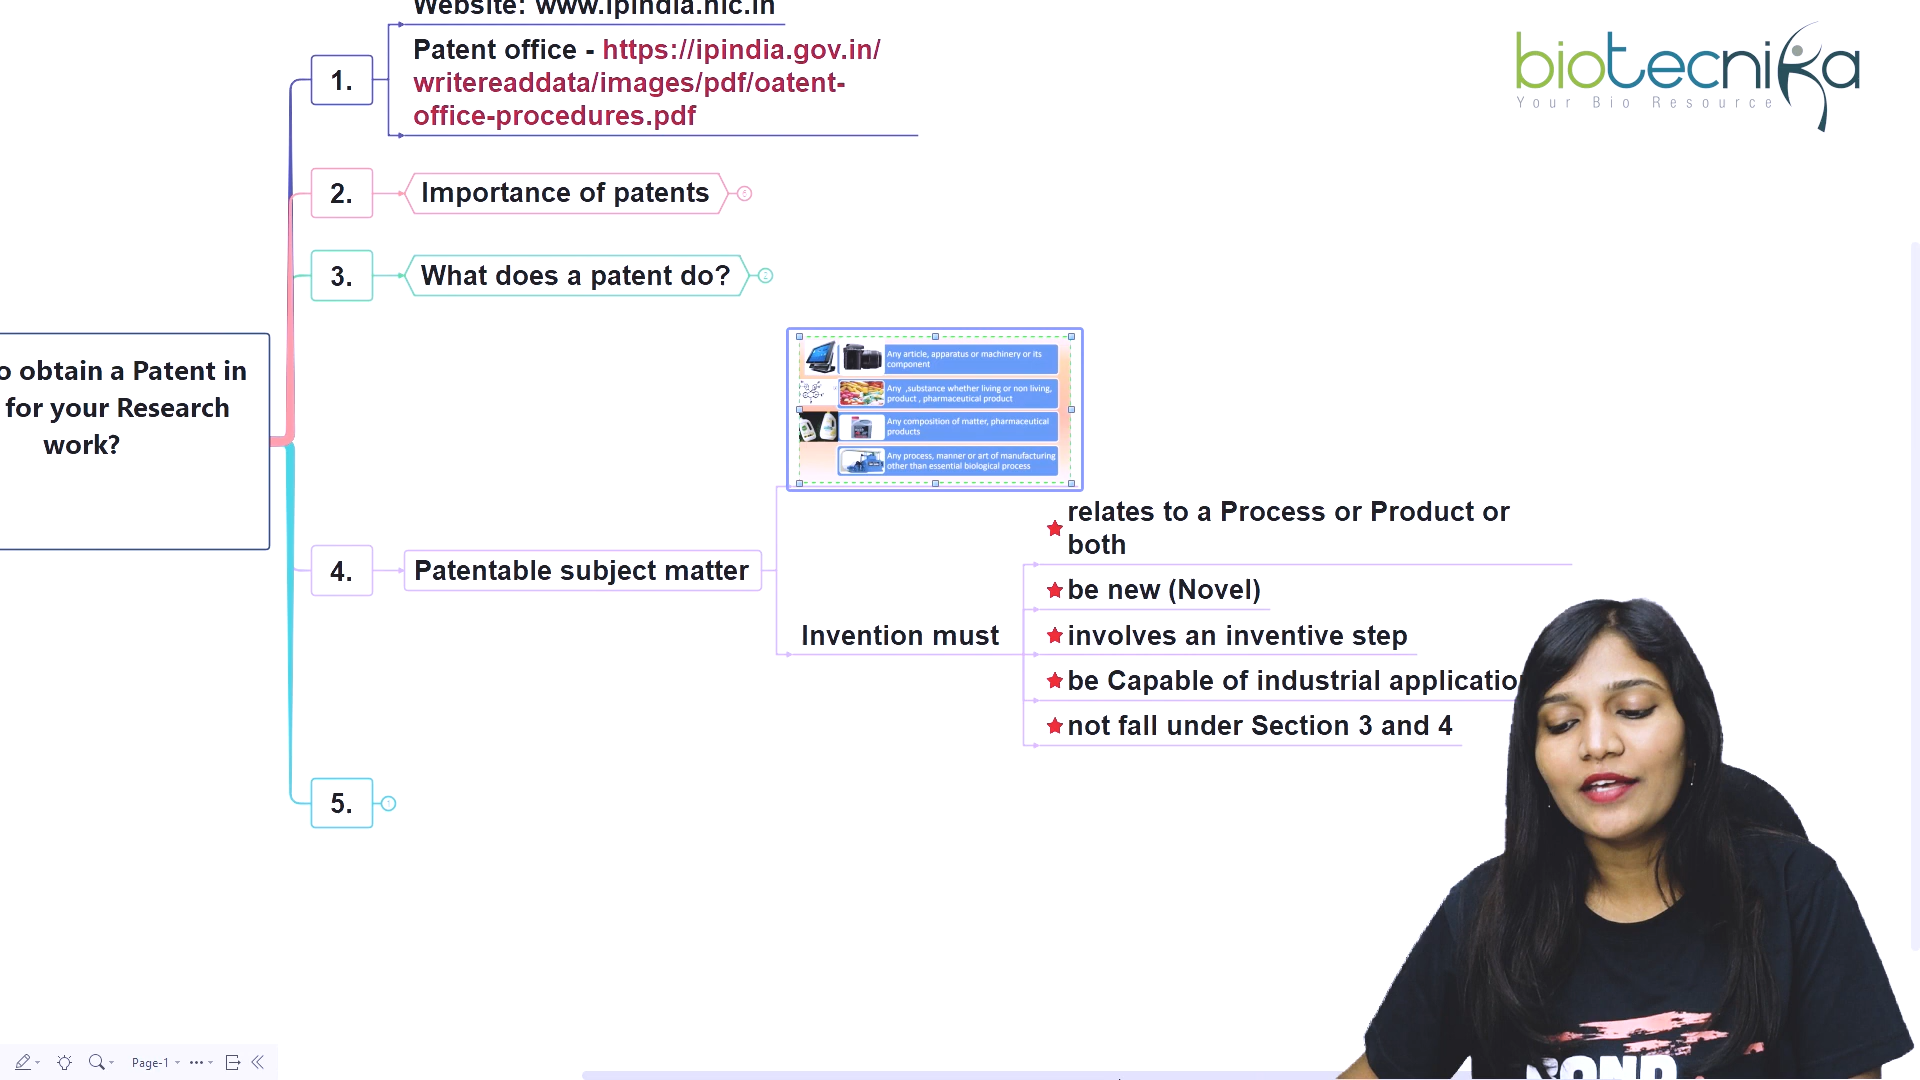 Website: www.ipindia.nic.in
Patent office - https://ipindia.gov.in/
writereaddata/images/pdf/oatent-
office-procedures.pdf
1.
biotecnika
Your Bio Resource
2.
Importance of patents
3.
What does a patent do?
o obtain a Patent in
for your Research
work?
Any article, apparatus or machinery or its
component
Any ,substance whether living or non living,
product , pharmaceutical product
Any composition of matter, pharmaceutical
products
Any process, manner or art of manufacturing
other than essential biological process
4.
Patentable subject matter
Invention must
relates to a Process or Product or
both
be new (Novel)
involves an inventive step
be Capable of industrial applicatio
not fall under Section 3 and 4
5.
Page-1